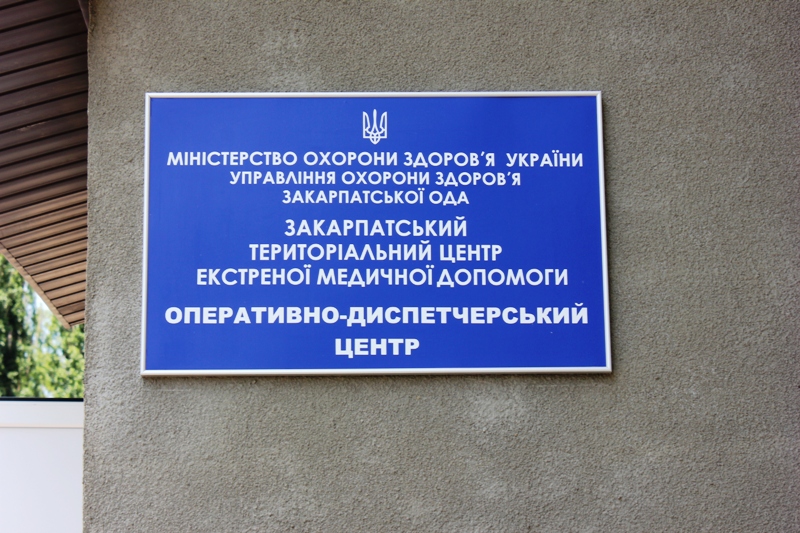 МІНІСТЕРСТВО ОХОРОНИ ЗДОРОВ'Я УКРАЇНИ
УПРАВЛІННЯ ОХОРОНИ ЗДОРОВ'Я
ЗАКАРПАТСЬКОЇ ОДА
ЗАКАРПАТСЬКИЙ
ТЕРИТОРІАЛЬНИЙ ЦЕНТР
ЕКСТРЕНОЇ МЕДИЧНОЇ ДОПОМОГИ
ОПЕРАТИВНО-ДИСПЕТЧЕРСЬКИЙ
ЦЕНТР